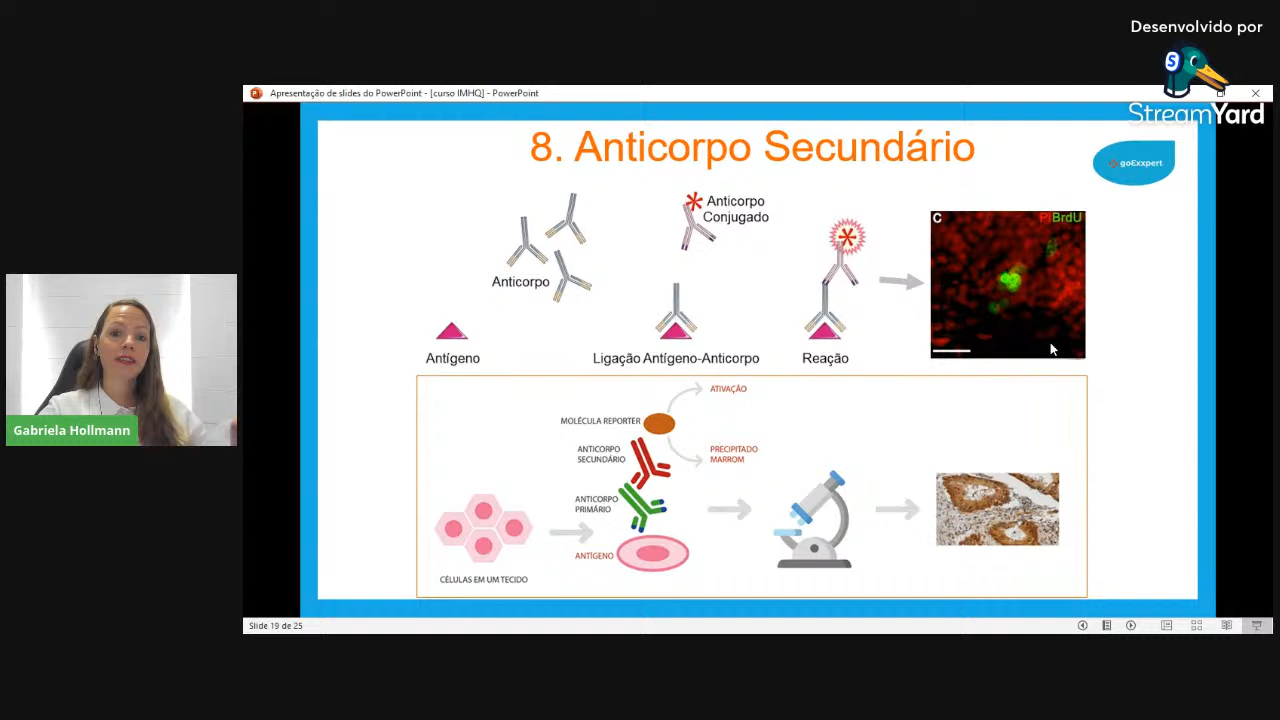 Desenvolvido por
StreamYard
Apresentação de slides do PowerPoint - [curso IMHQ] - PowerPoint
8. Anticorpo Secundário
goExxpert
Anticorpo
Conjugado
C
PI BrdU
Anticorpo
Antígeno
Ligação Antígeno-Anticorpo
Reação
Gabriela Hollmann
ATIVAÇÃO
MOLÉCULA REPORTER
ANTICORPO
SECUNDÁRIO
PRECIPITADO
MARROM
ANTICORPO
PRIMÁRIO
ANTÍGENO
CÉLULAS EM UM TECIDO
Slide 19 de 25